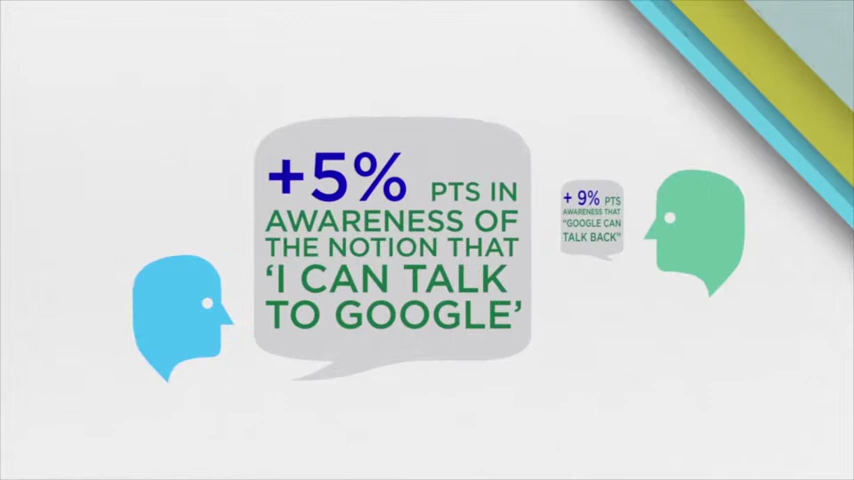 +5% PTS IN
AWARENESS OF
THE NOTION THAT
‘I CAN TALK
TO GOOGLE’
+ 9% PTS
AWARENESS THAT
"GOOGLE CAN
TALK BACK"